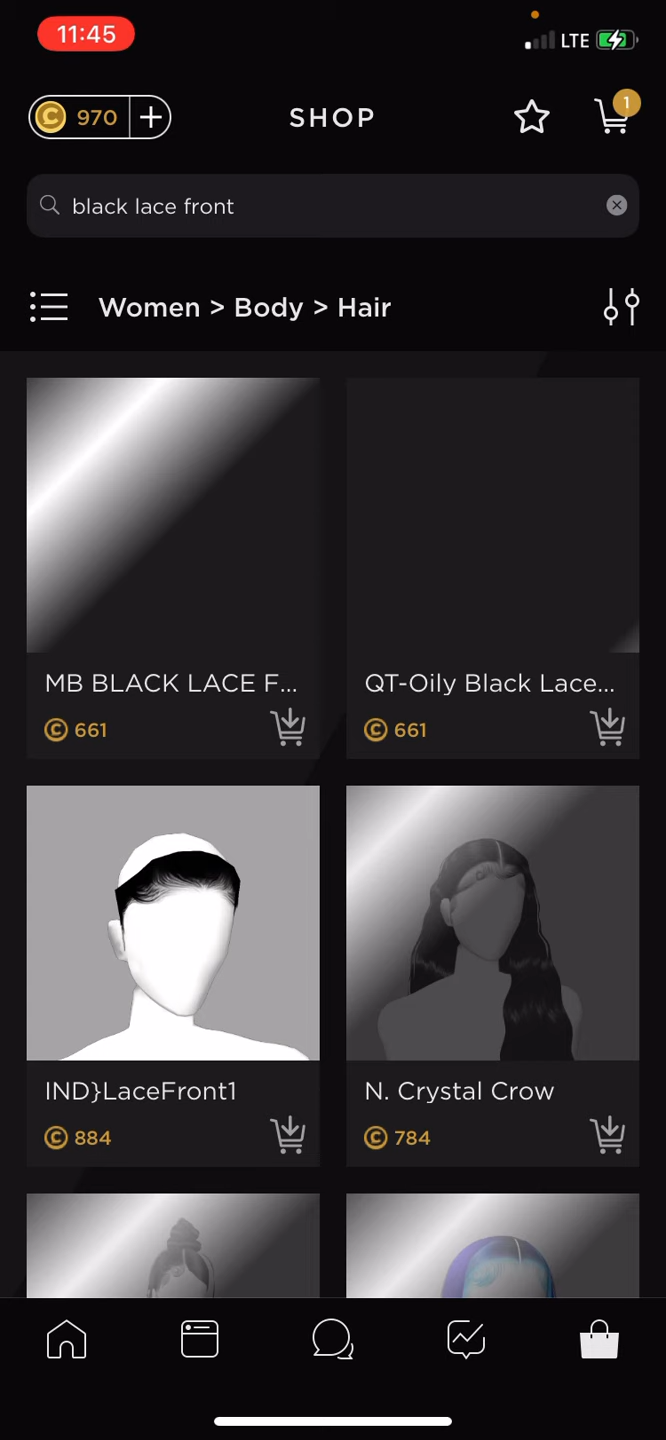 11:45
LTE
970
SHOP
1
black lace front
Women > Body > Hair
MB BLACK LACE F...
QT-Oily Black Lace...
661
661
IND}LaceFront1
N. Crystal Crow
884
784